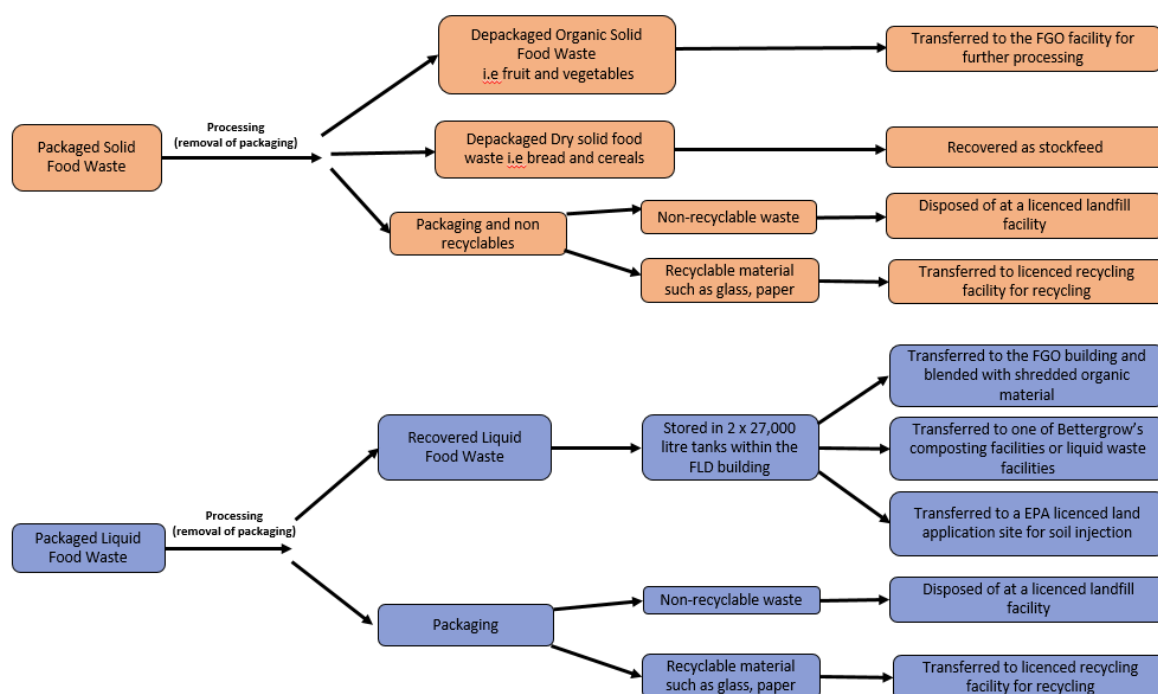 Depackaged Organic Solid
Food Waste
i.e fruit and vegetables
Transferred to the FGO facility for
further processing
Processing
(removal of packaging)
Packaged Solid
Food Waste
Depackaged Dry solid food
waste i.e bread and cereals
Recovered as stockfeed
Packaging and non
recyclables
Non-recyclable waste
Disposed of at a licenced landfill
facility
Recyclable material
such as glass, paper
Transferred to licenced recycling
facility for recycling
Transferred to the FGO building and
blended with shredded organic
material
Recovered Liquid
Food Waste
Stored in 2 x 27,000
litre tanks within the
FLD building
Transferred to one of Bettergrow's
composting facilities or liquid waste
facilities
Transferred to a EPA licenced land
application site for soil injection
Processing
(removal of packaging)
Packaged Liquid
Food Waste
Packaging
Non-recyclable waste
Disposed of at a licenced landfill
facility
Recyclable material
such as glass, paper
Transferred to licenced recycling
facility for recycling